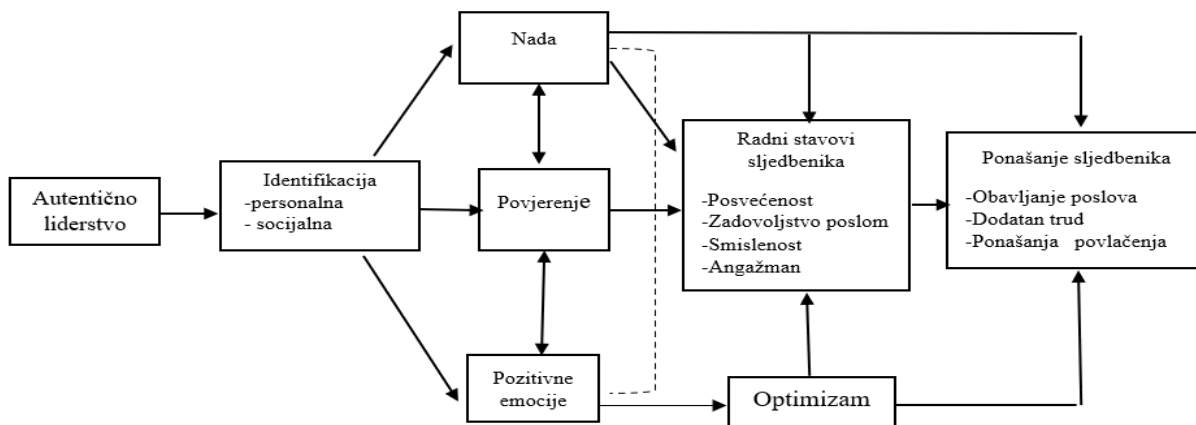 Nada
Autentično
liderstvo
Identifikacija
-personalna
- socijalna
Povjerenje
Pozitivne
emocije
Radni stavovi
sljedbenika
-Posvećenost
-Zadovoljstvo poslom
-Smislenost
-Angažman
Optimizam
Ponašanje sljedbenika
-Obavljanje poslova
-Dodatan trud
-Ponašanja povlačenja